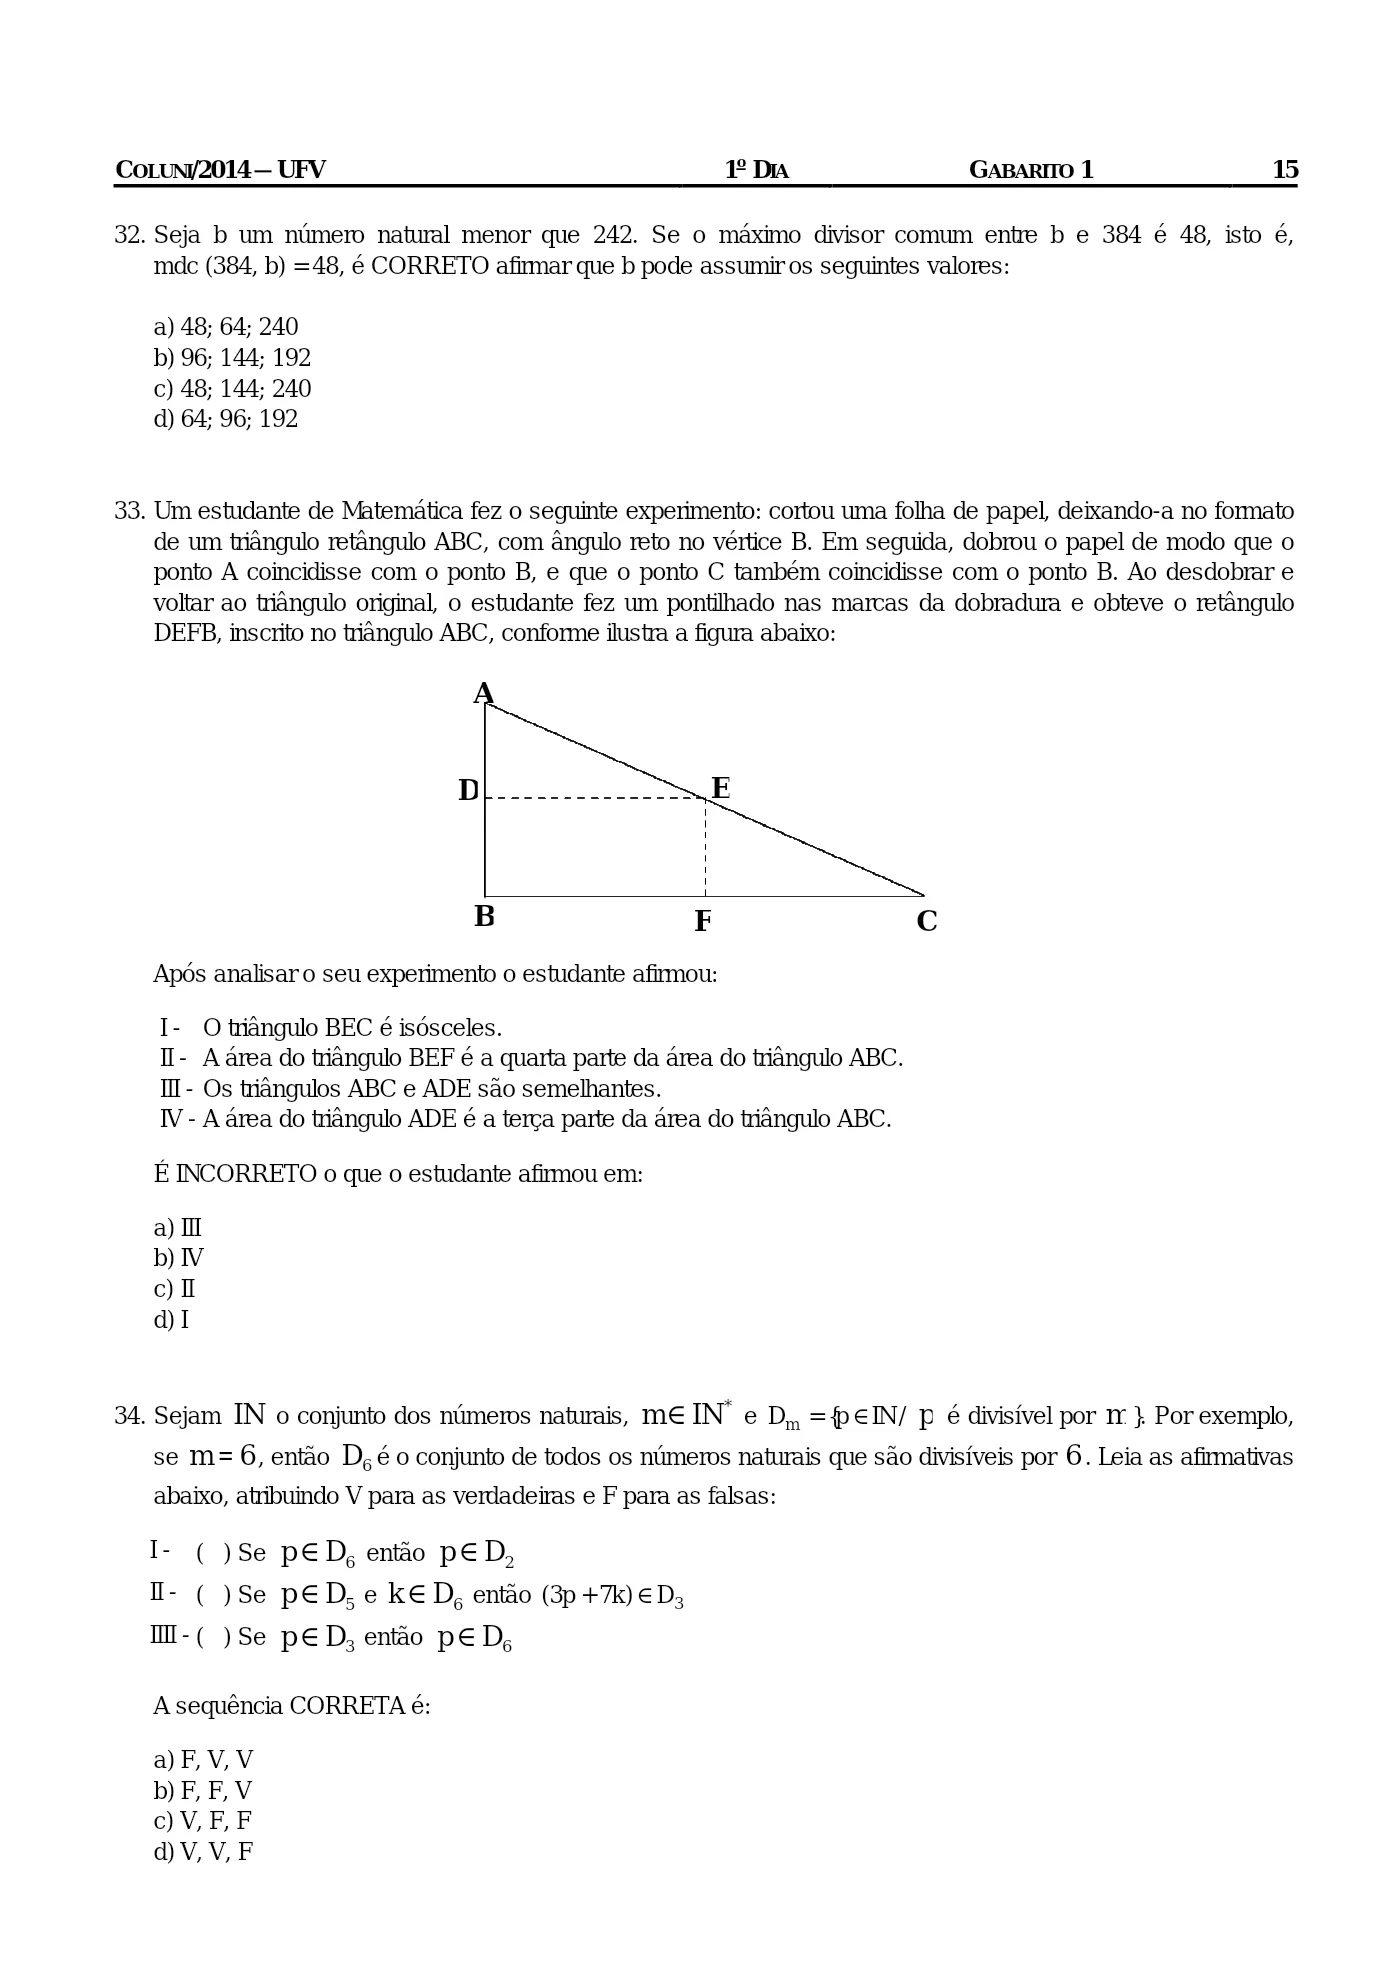 COLUNI/2014 – UFV 1º DIA GABARITO 1 15
32. Seja b um número natural menor que 242. Se o máximo divisor comum entre b e 384 é 48, isto é,
mdc (384, b) = 48, é CORRETO afirmar que b pode assumir os seguintes valores:
a) 48; 64; 240
b) 96; 144; 192
c) 48; 144; 240
d) 64; 96; 192
33. Um estudante de Matemática fez o seguinte experimento: cortou uma folha de papel, deixando-a no formato
de um triângulo retângulo ABC, com ângulo reto no vértice B. Em seguida, dobrou o papel de modo que o
ponto A coincidisse com o ponto B, e que o ponto C também coincidisse com o ponto B. Ao desdobrar e
voltar ao triângulo original, o estudante fez um pontilhado nas marcas da dobradura e obteve o retângulo
DEFB, inscrito no triângulo ABC, conforme ilustra a figura abaixo:
A
D E
B F C
Após analisar o seu experimento o estudante afirmou:
I - O triângulo BEC é isósceles.
II - A área do triângulo BEF é a quarta parte da área do triângulo ABC.
III - Os triângulos ABC e ADE são semelhantes.
IV - A área do triângulo ADE é a terça parte da área do triângulo ABC.
É INCORRETO o que o estudante afirmou em:
a) III
b) IV
c) II
d) I
34. Sejam IN o conjunto dos números naturais, m∈IN* e Dm = {p∈IN/ p é divisível por m}. Por exemplo,
se m = 6, então D6 é o conjunto de todos os números naturais que são divisíveis por 6. Leia as afirmativas
abaixo, atribuindo V para as verdadeiras e F para as falsas:
I - ( ) Se p∈D6 então p∈D2
II - ( ) Se p∈D5 e k∈D6 então (3p+7k)∈D3
IIII - ( ) Se p∈D3 então p∈D6
A sequência CORRETA é:
a) F, V, V
b) F, F, V
c) V, F, F
d) V, V, F